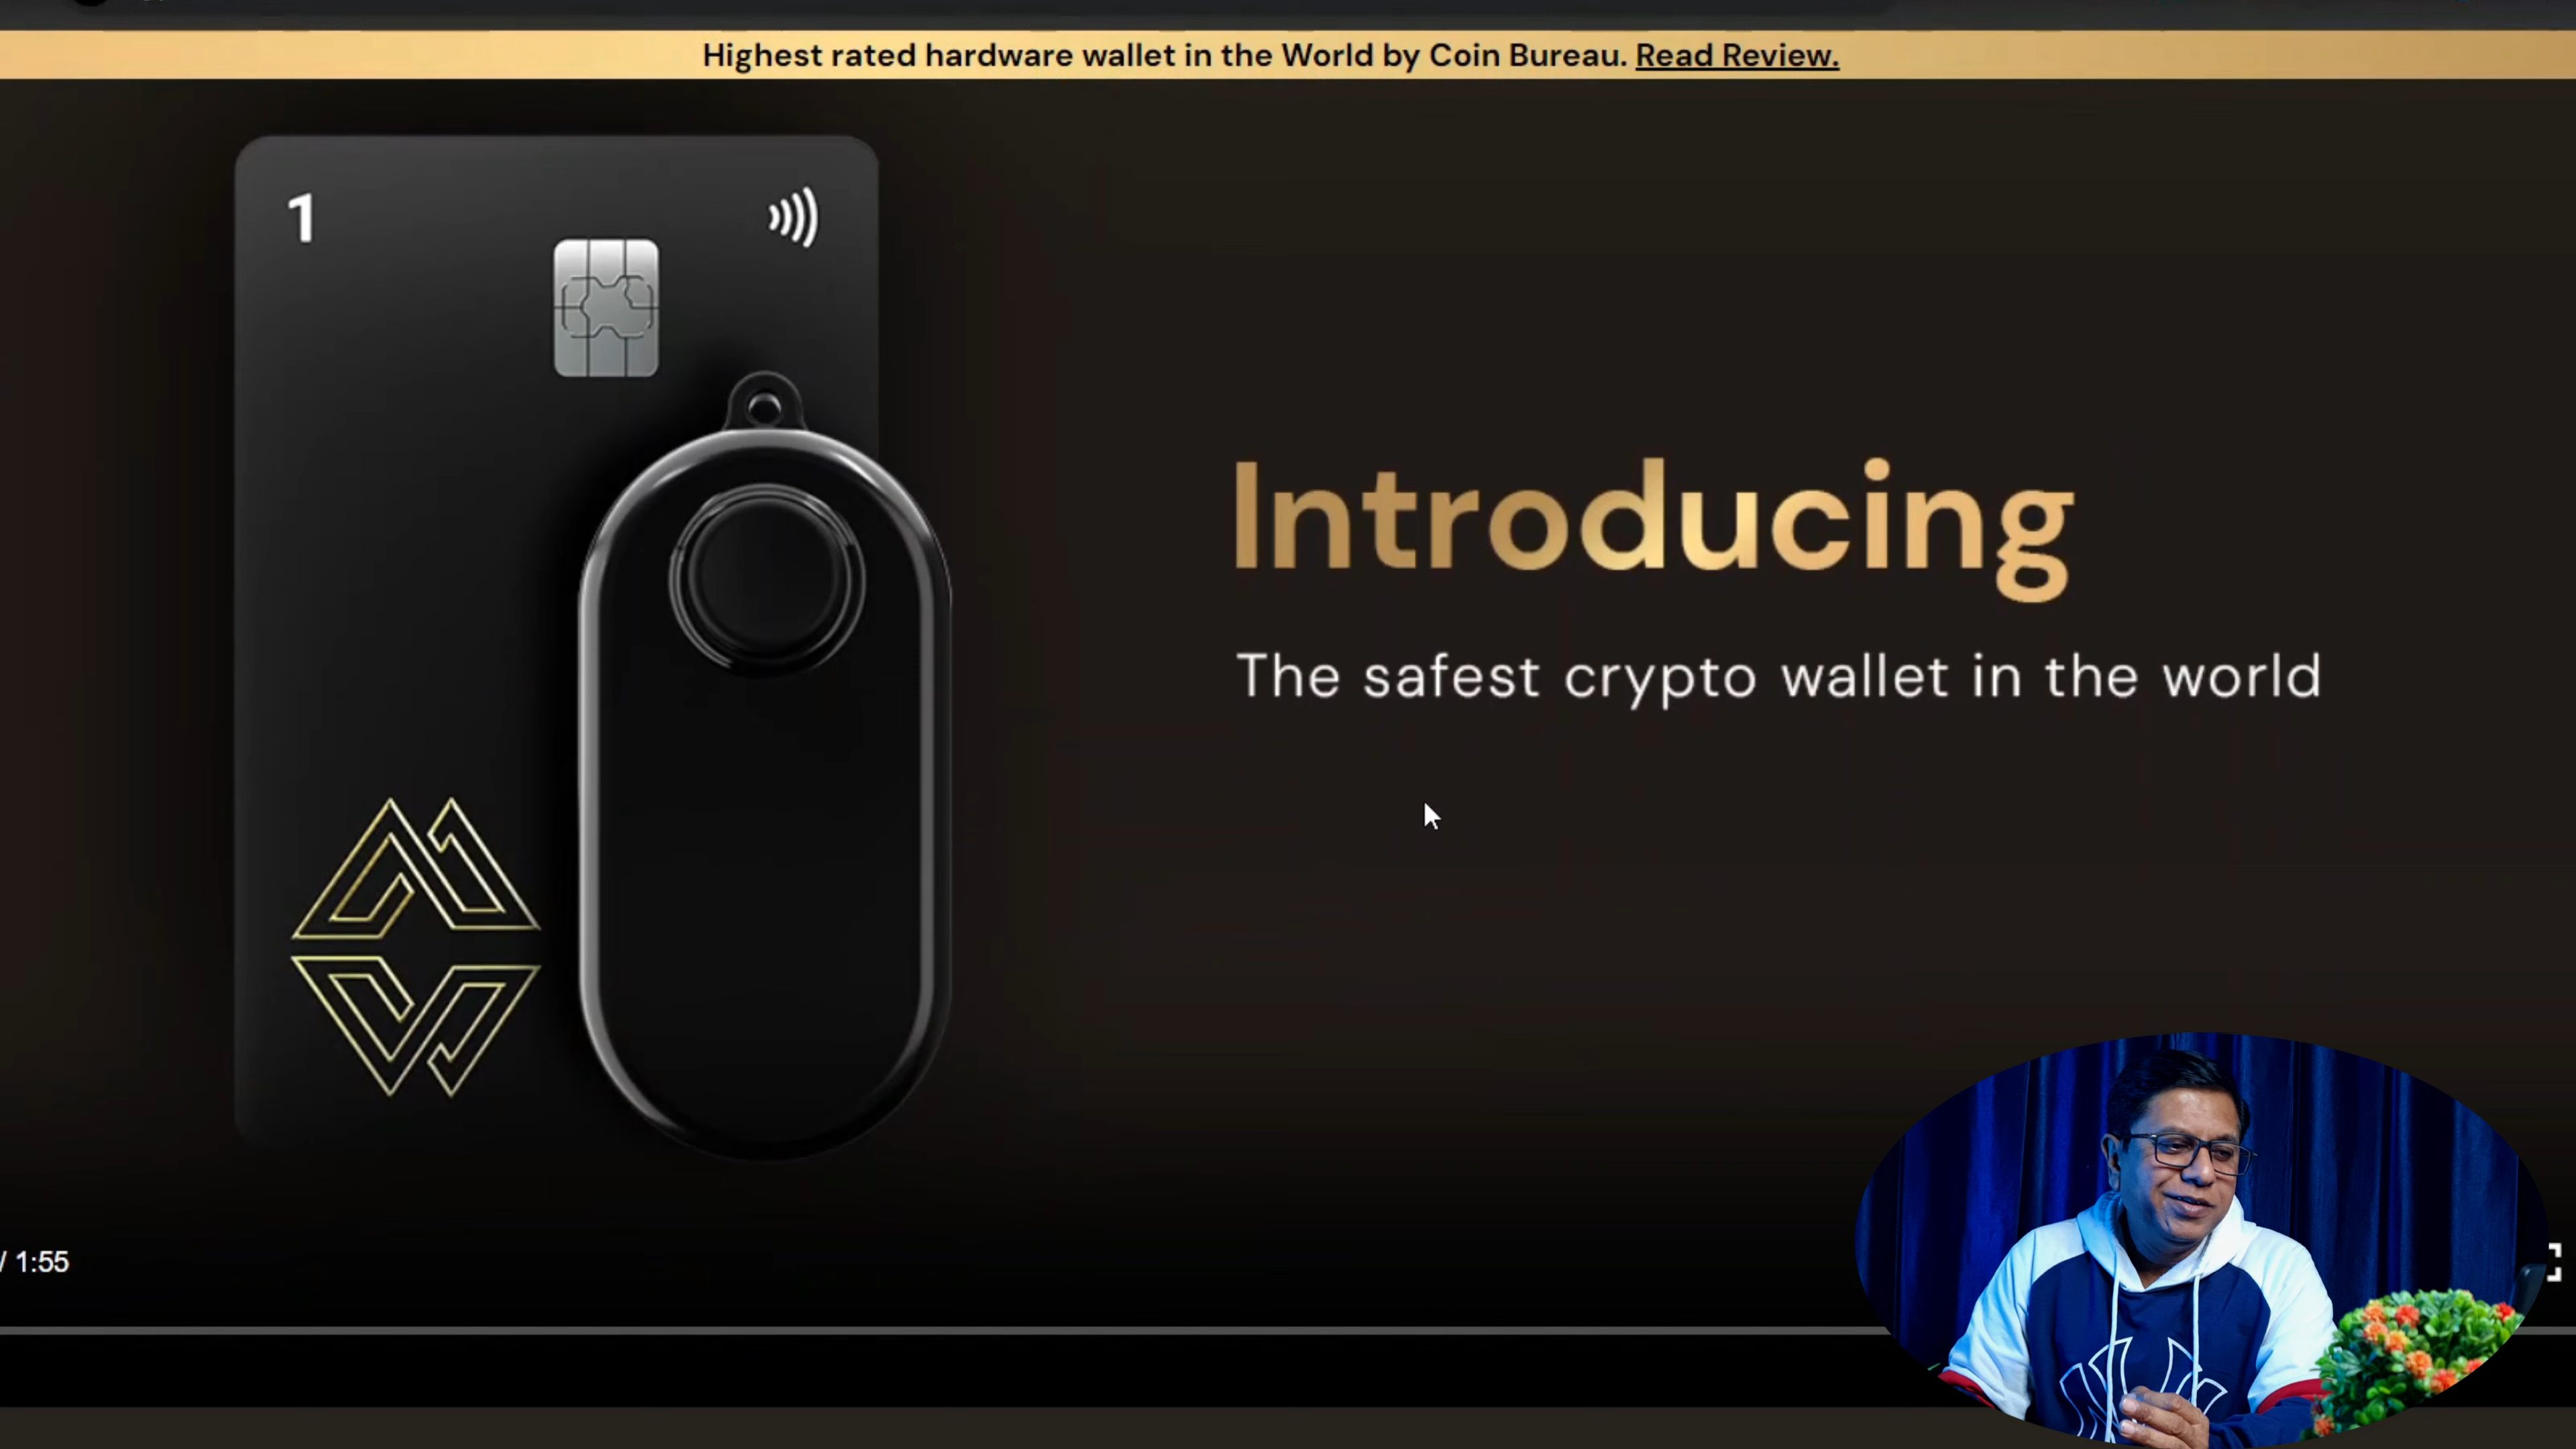 Highest rated hardware wallet in the World by Coin Bureau. Read Review.
1
Introducing
The safest crypto wallet in the world
/ 1:55